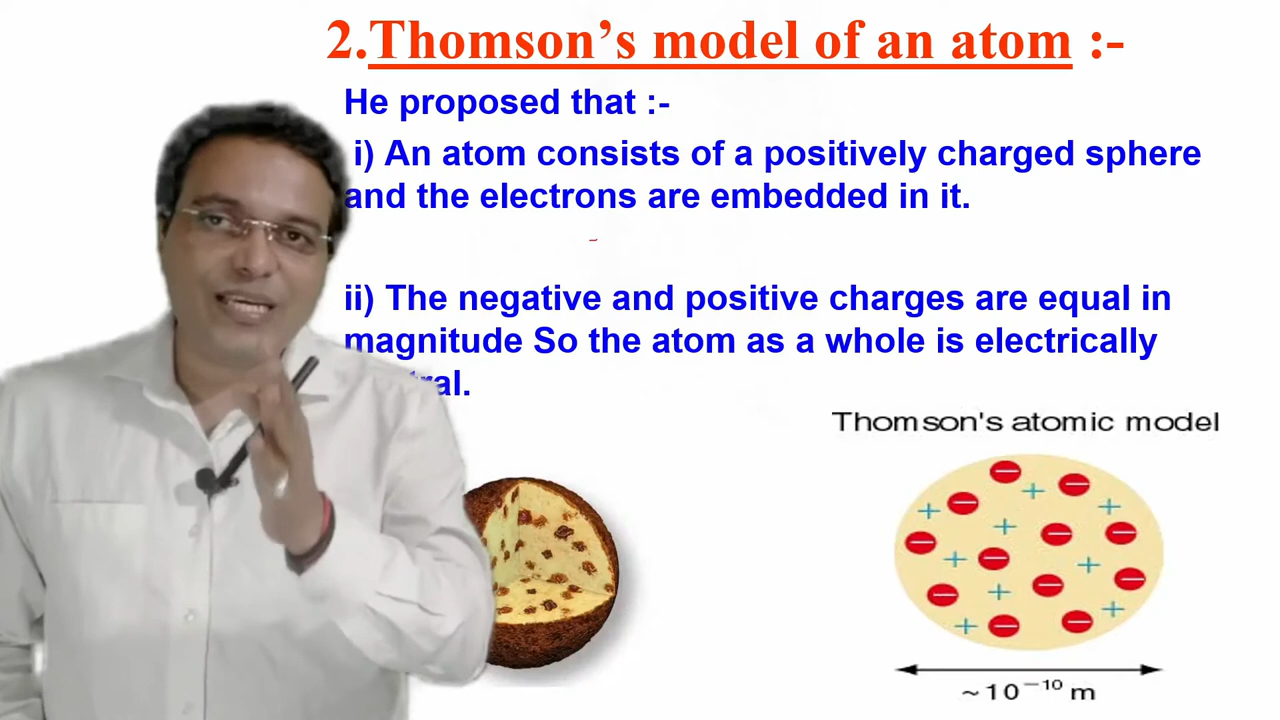 2.Thomson’s model of an atom :-
He proposed that :-
i) An atom consists of a positively charged sphere
and the electrons are embedded in it.
ii) The negative and positive charges are equal in
magnitude So the atom as a whole is electrically
Thomson's atomic model
~10⁻¹⁰ m